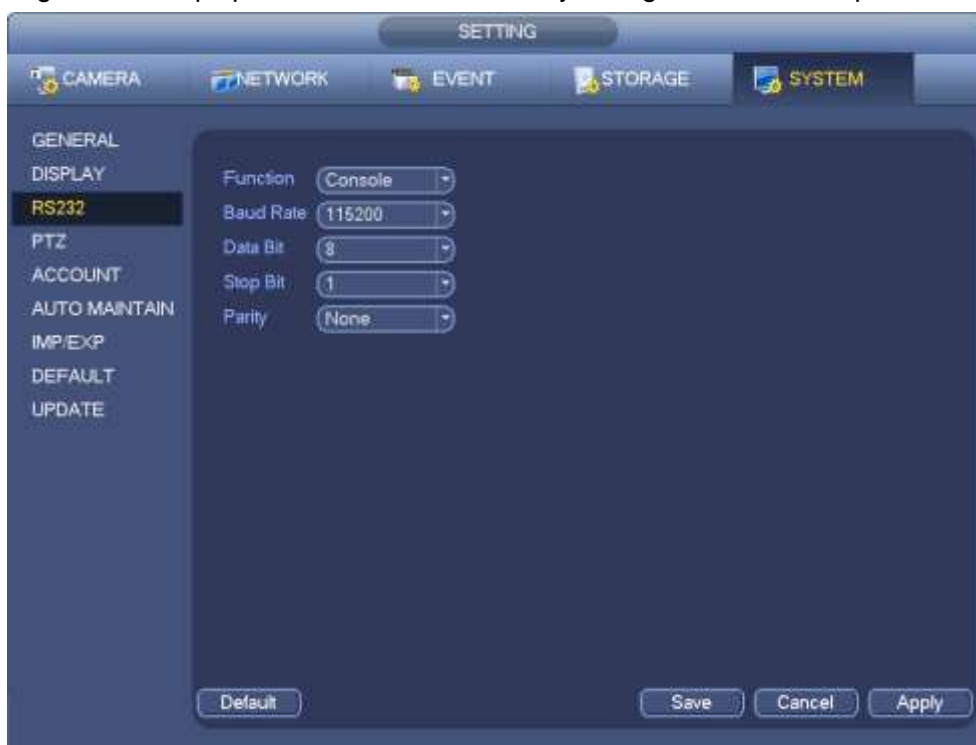 SETTING
CAMERA NETWORK EVENT STORAGE SYSTEM
GENERAL
DISPLAY
RS232
PTZ
ACCOUNT
AUTO MAINTAIN
IMP/EXP
DEFAULT
UPDATE
Function Console
Baud Rate 115200
Data Bit 8
Stop Bit 1
Parity None
Default Save Cancel Apply